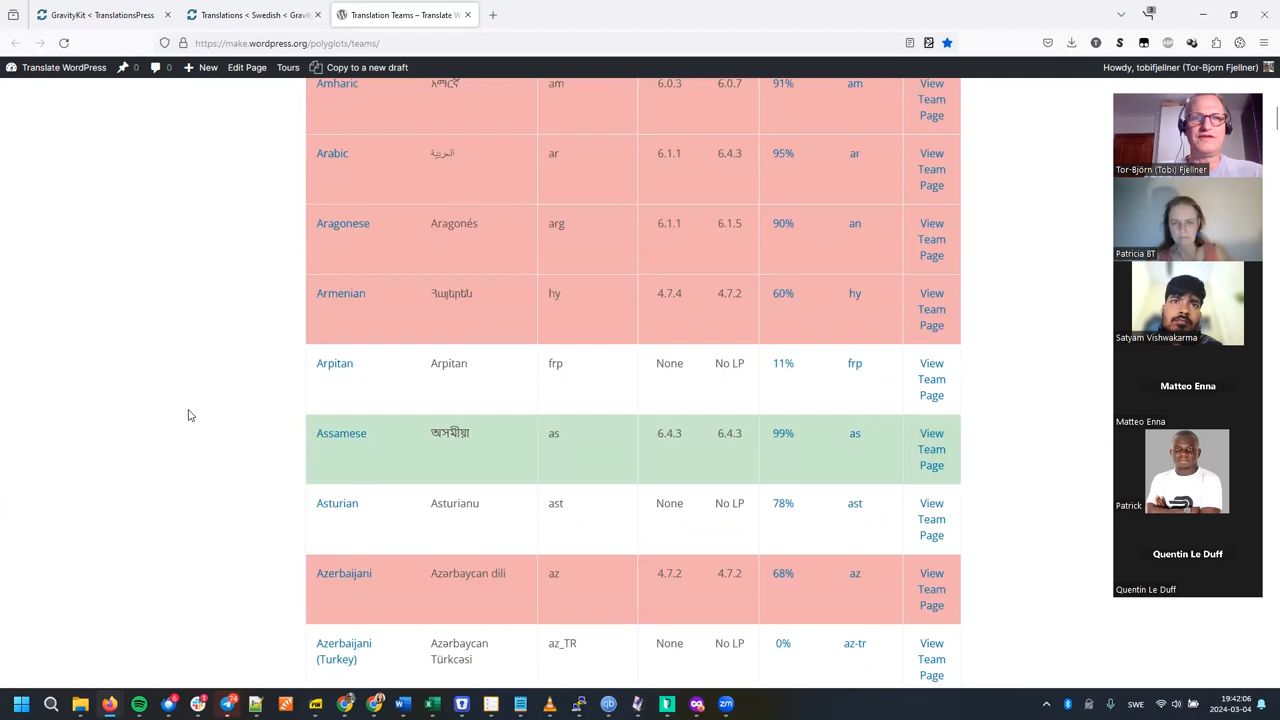 GravityKit < TranslationsPress
Translations < Swedish < Gravit
Translation Teams – Translate W
https://make.wordpress.org/polyglots/teams/
Translate WordPress
0
0
New
Edit Page
Tours
Copy to a new draft
Howdy, tobifjellner (Tor-Bjorn Fjellner)
Amharic አማርኛ am 6.0.3 6.0.7 91% am View
Team
Page
Arabic العربية ar 6.1.1 6.4.3 95% ar View
Team
Page
Aragonese Aragonés arg 6.1.1 6.1.5 90% an View
Team
Page
Armenian Հայերեն hy 4.7.4 4.7.2 60% hy View
Team
Page
Arpitan Arpitan frp None No LP 11% frp View
Team
Page
Assamese অসমীয়া as 6.4.3 6.4.3 99% as View
Team
Page
Asturian Asturianu ast None No LP 78% ast View
Team
Page
Azerbaijani Azərbaycan dili az 4.7.2 4.7.2 68% az View
Team
Page
Azerbaijani Azərbaycan az_TR None No LP 0% az-tr View
(Turkey) Türkcəsi Team
Page
Tor-Björn (Tobi) Fjellner
Patricia BT
Satyam Vishwakarma
Matteo Enna
Matteo Enna
Patrick
Quentin Le Duff
Quentin Le Duff
SWE
19:42:06
2024-03-04